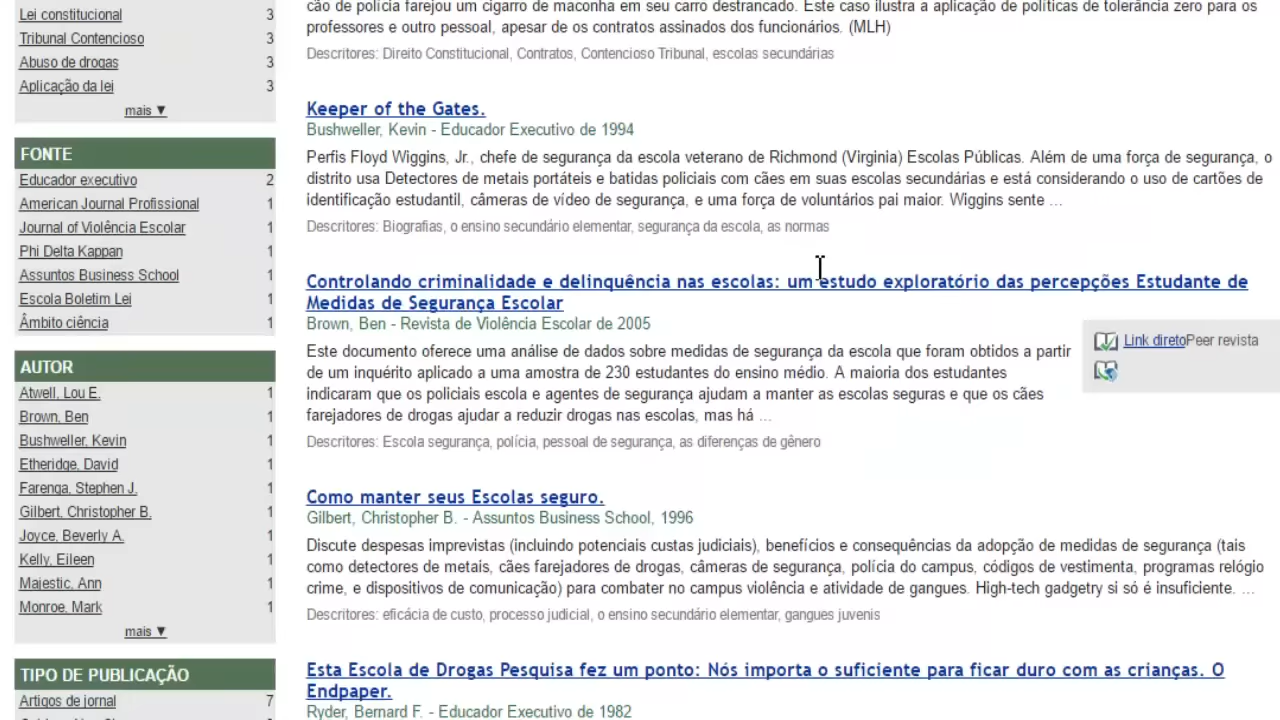 Lei constitucional 3
Tribunal Contencioso 3
Abuso de drogas 3
Aplicação da lei 3
mais ▼
FONTE
Educador executivo 2
American Journal Profissional 1
Journal of Violência Escolar 1
Phi Delta Kappan 1
Assuntos Business School 1
Escola Boletim Lei 1
Âmbito ciência 1
AUTOR
Atwell, Lou E. 1
Brown, Ben 1
Bushweller, Kevin 1
Etheridge, David 1
Farenga, Stephen J. 1
Gilbert, Christopher B. 1
Joyce, Beverly A. 1
Kelly, Eileen 1
Majestic, Ann 1
Monroe, Mark 1
mais ▼
TIPO DE PUBLICAÇÃO
Artigos de jornal 7
cão de polícia farejou um cigarro de maconha em seu carro destrancado. Este caso ilustra a aplicação de políticas de tolerância zero para os
professores e outro pessoal, apesar de os contratos assinados dos funcionários. (MLH)
Descritores: Direito Constitucional, Contratos, Contencioso Tribunal, escolas secundárias
Keeper of the Gates.
Bushweller, Kevin - Educador Executivo de 1994
Perfis Floyd Wiggins, Jr., chefe de segurança da escola veterano de Richmond (Virginia) Escolas Públicas. Além de uma força de segurança, o
distrito usa Detectores de metais portáteis e batidas policiais com cães em suas escolas secundárias e está considerando o uso de cartões de
identificação estudantil, câmeras de vídeo de segurança, e uma força de voluntários pai maior. Wiggins sente ...
Descritores: Biografias, o ensino secundário elementar, segurança da escola, as normas
Controlando criminalidade e delinquência nas escolas: um estudo exploratório das percepções Estudante de
Medidas de Segurança Escolar
Brown, Ben - Revista de Violência Escolar de 2005
Este documento oferece uma análise de dados sobre medidas de segurança da escola que foram obtidos a partir
de um inquérito aplicado a uma amostra de 230 estudantes do ensino médio. A maioria dos estudantes
indicaram que os policiais escola e agentes de segurança ajudam a manter as escolas seguras e que os cães
farejadores de drogas ajudar a reduzir drogas nas escolas, mas há ...
Descritores: Escola segurança, polícia, pessoal de segurança, as diferenças de gênero
Link diretoPeer revista
Como manter seus Escolas seguro.
Gilbert, Christopher B. - Assuntos Business School, 1996
Discute despesas imprevistas (incluindo potenciais custas judiciais), benefícios e consequências da adopção de medidas de segurança (tais
como detectores de metais, cães farejadores de drogas, câmeras de segurança, polícia do campus, códigos de vestimenta, programas relógio
crime, e dispositivos de comunicação) para combater no campus violência e atividade de gangues. High-tech gadgetry si só é insuficiente. ...
Descritores: eficácia de custo, processo judicial, o ensino secundário elementar, gangues juvenis
Esta Escola de Drogas Pesquisa fez um ponto: Nós importa o suficiente para ficar duro com as crianças. O
Endpaper.
Ryder, Bernard F. - Educador Executivo de 1982